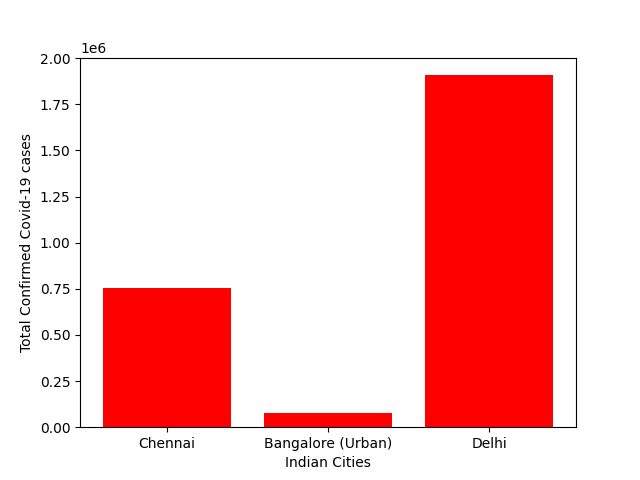 1e6
2.00
1.75
1.50
1.25
1.00
0.75
0.50
0.25
0.00
Total Confirmed Covid-19 cases
Chennai Bangalore (Urban) Delhi
Indian Cities